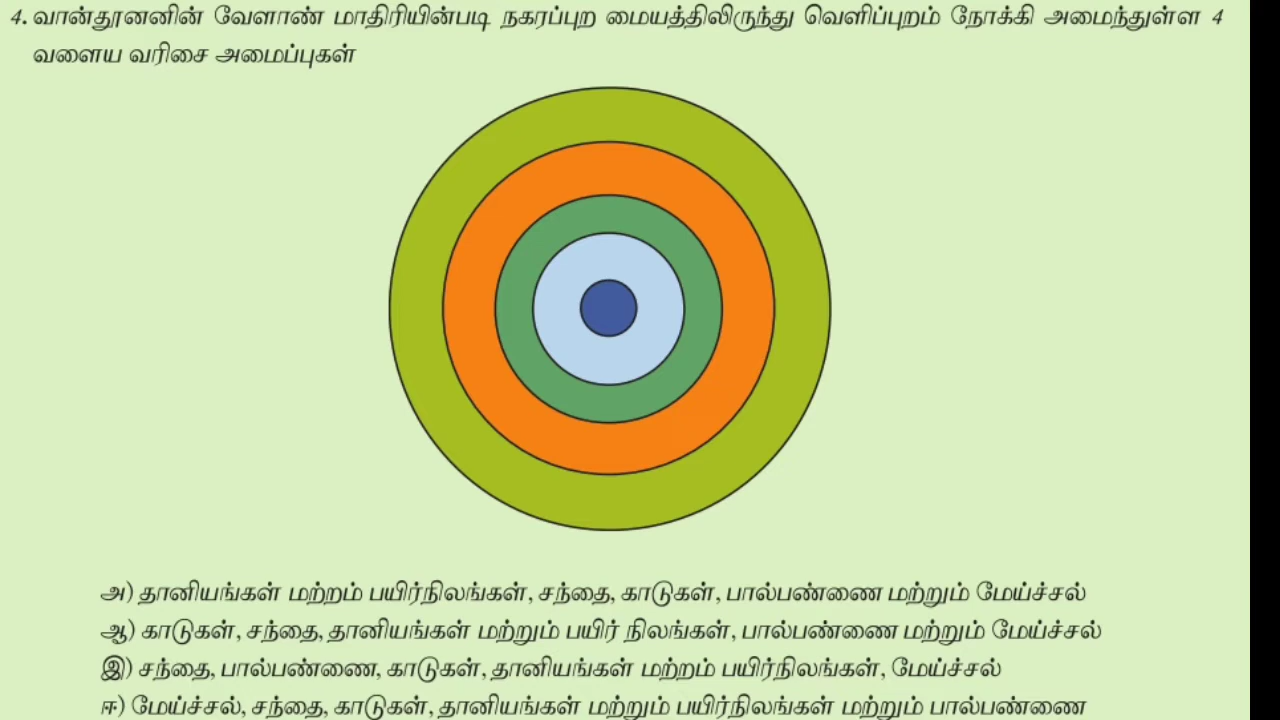 4. வான்தூனனின் வேளாண் மாதிரியின்படி நகரப்புற மையத்திலிருந்து வெளிப்புறம் நோக்கி அமைந்துள்ள 4
வளைய வரிசை அமைப்புகள்
அ) தானியங்கள் மற்றம் பயிர்நிலங்கள், சந்தை, காடுகள், பால்பண்ணை மற்றும் மேய்ச்சல்
ஆ) காடுகள், சந்தை, தானியங்கள் மற்றும் பயிர் நிலங்கள், பால்பண்ணை மற்றும் மேய்ச்சல்
இ) சந்தை, பால்பண்ணை, காடுகள், தானியங்கள் மற்றம் பயிர்நிலங்கள், மேய்ச்சல்
ஈ) மேய்ச்சல், சந்தை, காடுகள், தானியங்கள் மற்றும் பயிர்நிலங்கள் மற்றும் பால்பண்ணை